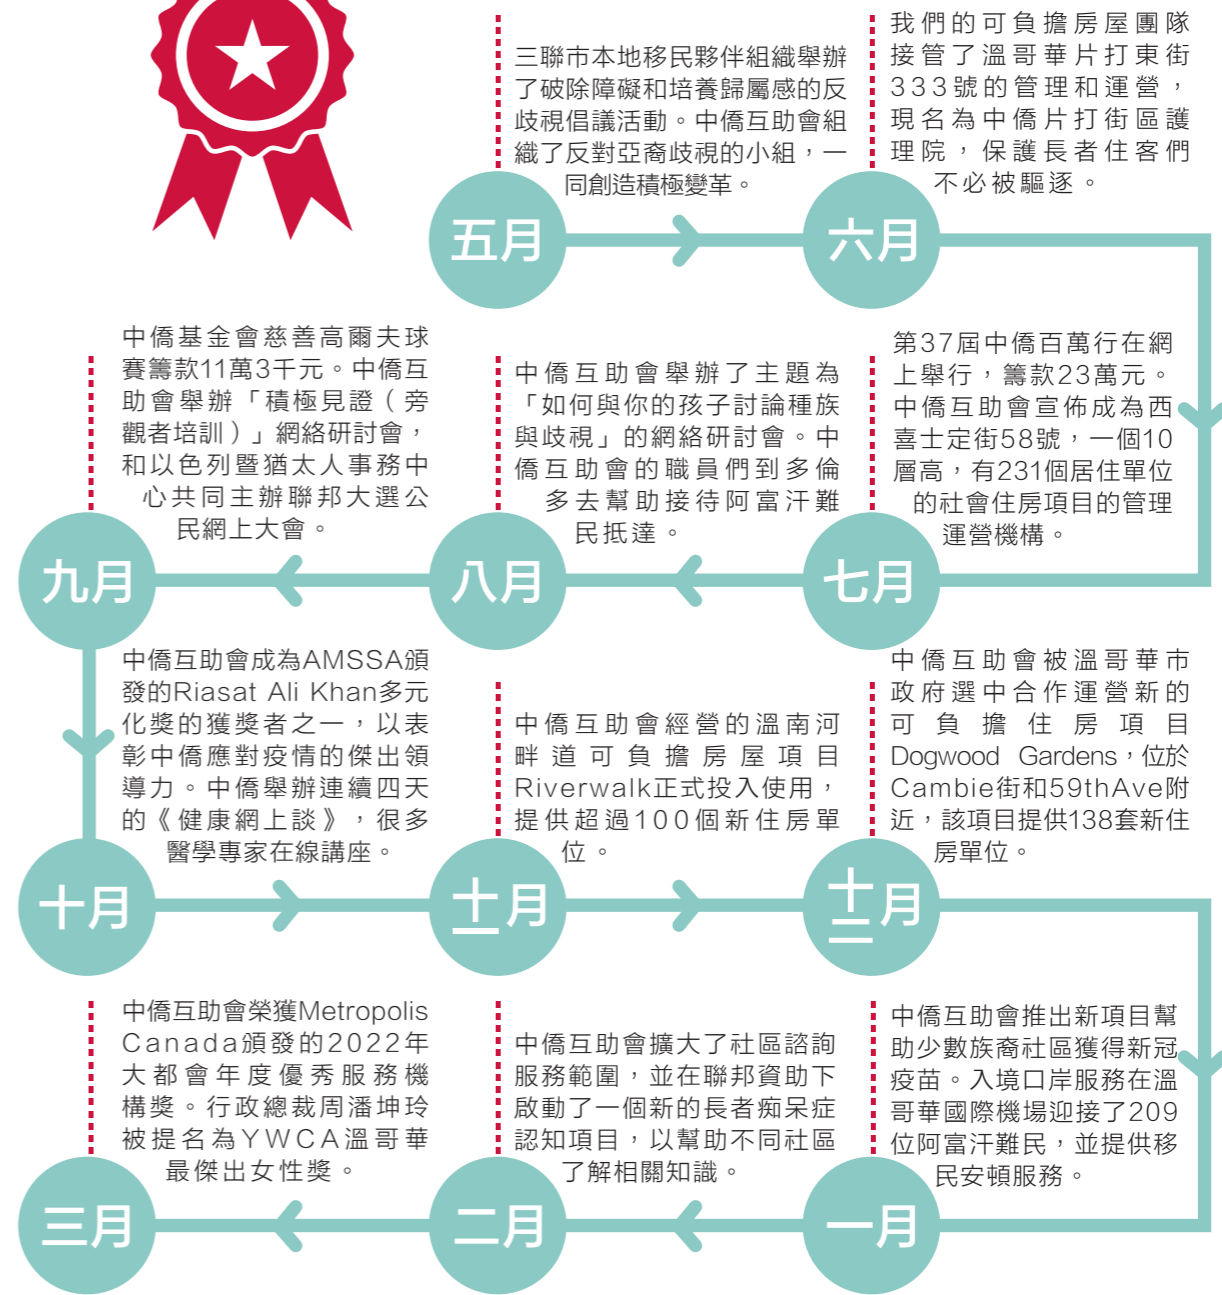 三聯市本地移民夥伴組織舉辦
了破除障礙和培養歸屬感的反
歧視倡議活動。中僑互助會組
織了反對亞裔歧視的小組，一
同創造積極變革。
五月
我們的可負擔房屋團隊
接管了溫哥華片打東街
333號的管理和運營，
現名為中僑片打街區護
理院，保護長者住客們
不必被驅逐。
六月
第37屆中僑百萬行在網
上舉行，籌款23萬元。
中僑互助會宣佈成為西
喜士定街58號，一個10
層高，有231個居住單位
的社會住房項目的管理
運營機構。
七月
中僑互助會舉辦了主題為
「如何與你的孩子討論種族
與歧視」的網絡研討會。中
僑互助會的職員們到多倫
多去幫助接待阿富汗難
民抵達。
八月
中僑基金會慈善高爾夫球
賽籌款11萬3千元。中僑互
助會舉辦「積極見證（旁
觀者培訓）」網絡研討會，
和以色列暨猶太人事務中
心共同主辦聯邦大選公
民網上大會。
九月
中僑互助會成為AMSSA頒
發的Riasat Ali Khan多元
化獎的獲獎者之一，以表
彰中僑應對疫情的傑出領
導力。中僑舉辦連續四天
的《健康網上談》，很多
醫學專家在線講座。
十月
中僑互助會經營的溫南河
畔道可負擔房屋項目
Riverwalk正式投入使用，
提供超過100個新住房單
位。
十一月
中僑互助會被溫哥華市
政府選中合作運營新的
可負擔住房項目
Dogwood Gardens，位於
Cambie街和59thAve附
近，該項目提供138套新住
房單位。
十二月
中僑互助會推出新項目幫
助少數族裔社區獲得新冠
疫苗。入境口岸服務在溫
哥華國際機場迎接了209
位阿富汗難民，並提供移
民安頓服務。
一月
中僑互助會擴大了社區諮詢
服務範圍，並在聯邦資助下
啟動了一個新的長者痴呆症
認知項目，以幫助不同社區
了解相關知識。
二月
中僑互助會榮獲Metropolis
Canada頒發的2022年
大都會年度優秀服務機
構獎。行政總裁周潘坤玲
被提名為YWCA溫哥華
最傑出女性獎。
三月